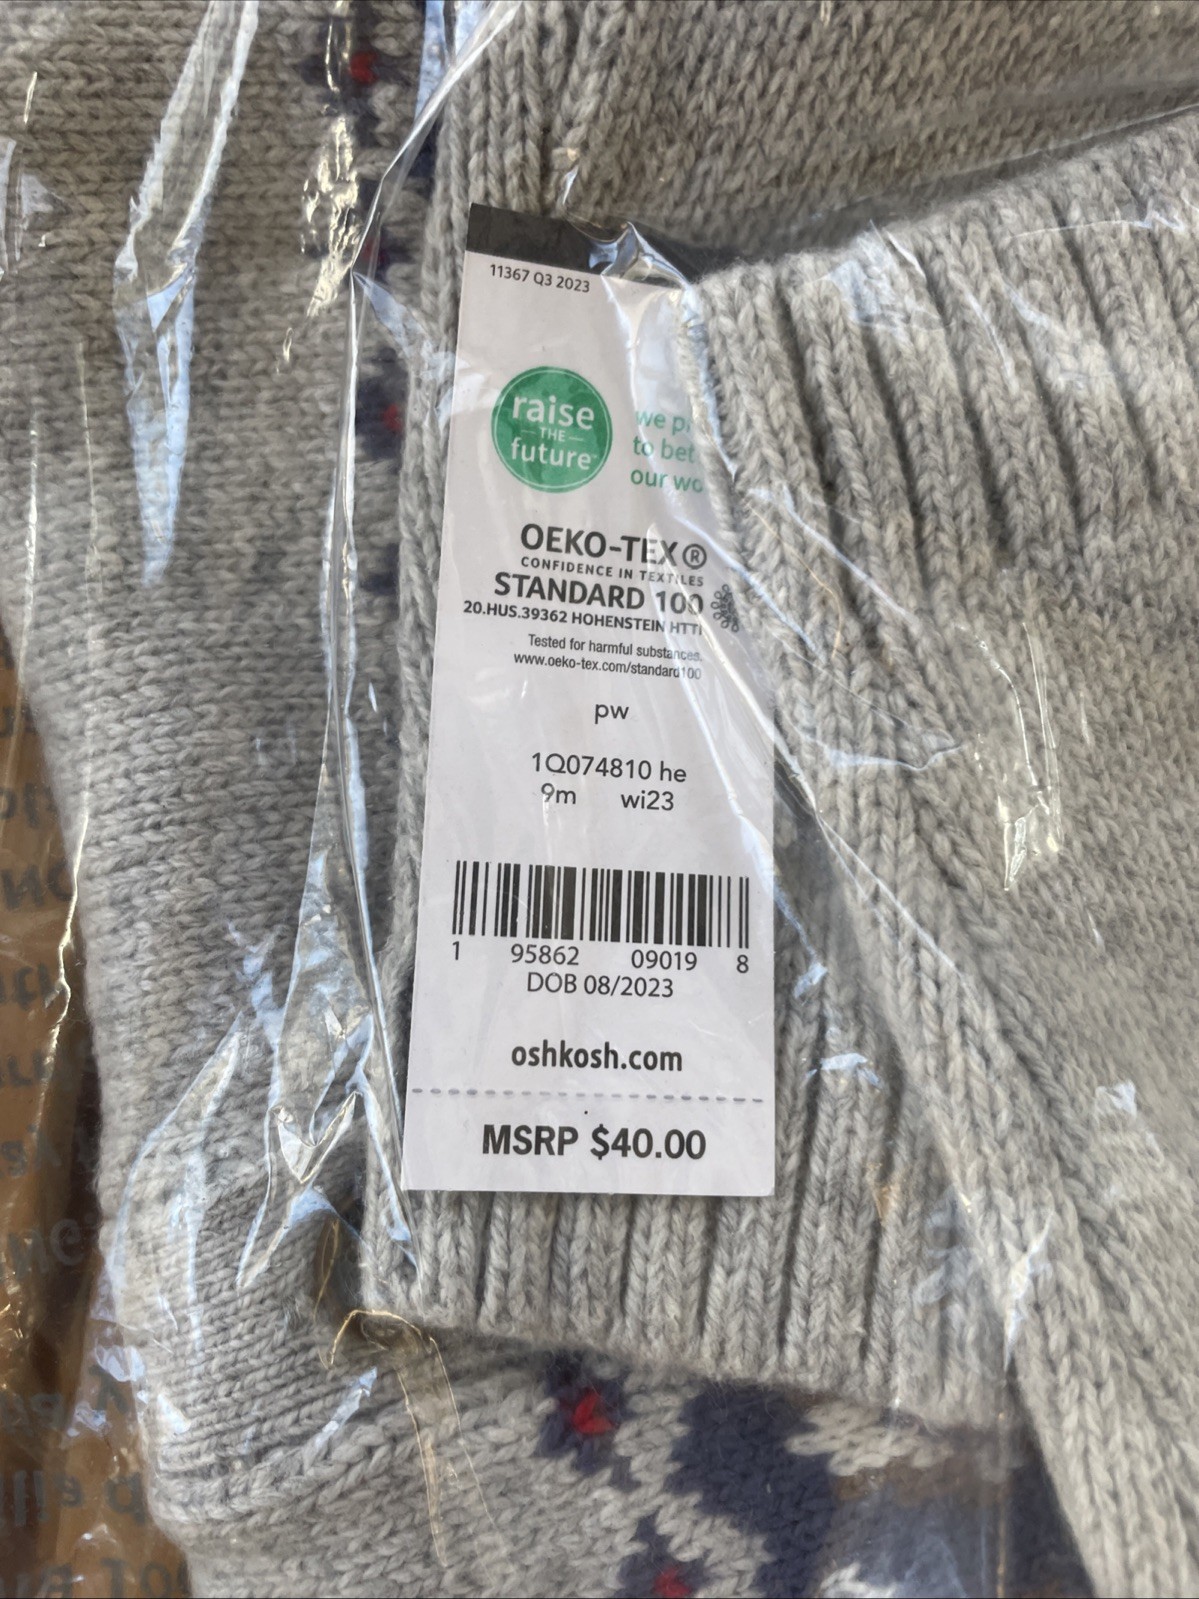 11367 Q3 2023
raise
THE
future
we
to bet
our wo
OEKO-TEX®
CONFIDENCE IN TEXTILES
STANDARD 100
20.HUS.39362 HOHENSTEIN HTTI
Tested for harmful substances.
www.oeko-tex.com/standard100
pw
1Q074810 he
9m wi23
1 95862 09019 8
DOB 08/2023
oshkosh.com
MSRP $40.00